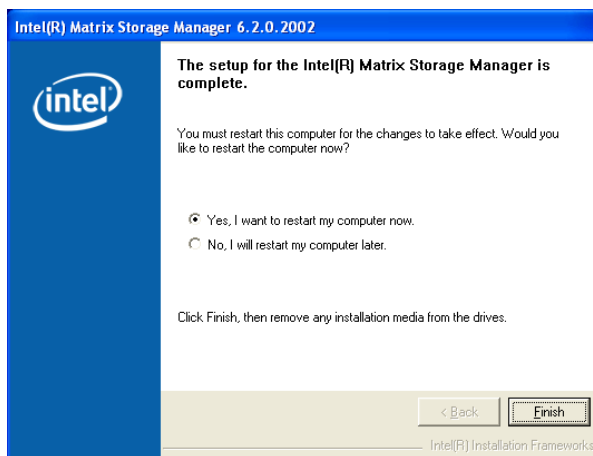 Intel(R) Matrix Storage Manager 6.2.0.2002
intel
The setup for the Intel(R) Matrix Storage Manager is
complete.
You must restart this computer for the changes to take effect. Would you
like to restart the computer now?
Yes, I want to restart my computer now.
No, I will restart my computer later.
Click Finish, then remove any installation media from the drives.
< Back
Finish
Intel(R) Installation Frameworks